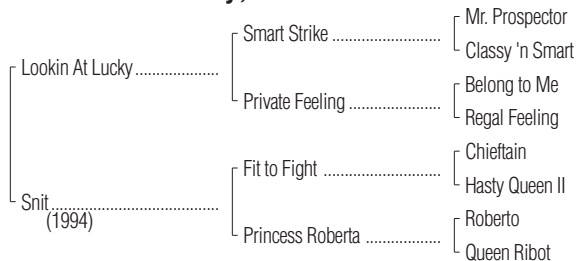 Smart Strike
Mr. Prospector
Classy 'n Smart
Lookin At Lucky
Private Feeling
Belong to Me
Regal Feeling
Fit to Fight
Chieftain
Hasty Queen II
Snit
(1994)
Princess Roberta
Roberto
Queen Ribot